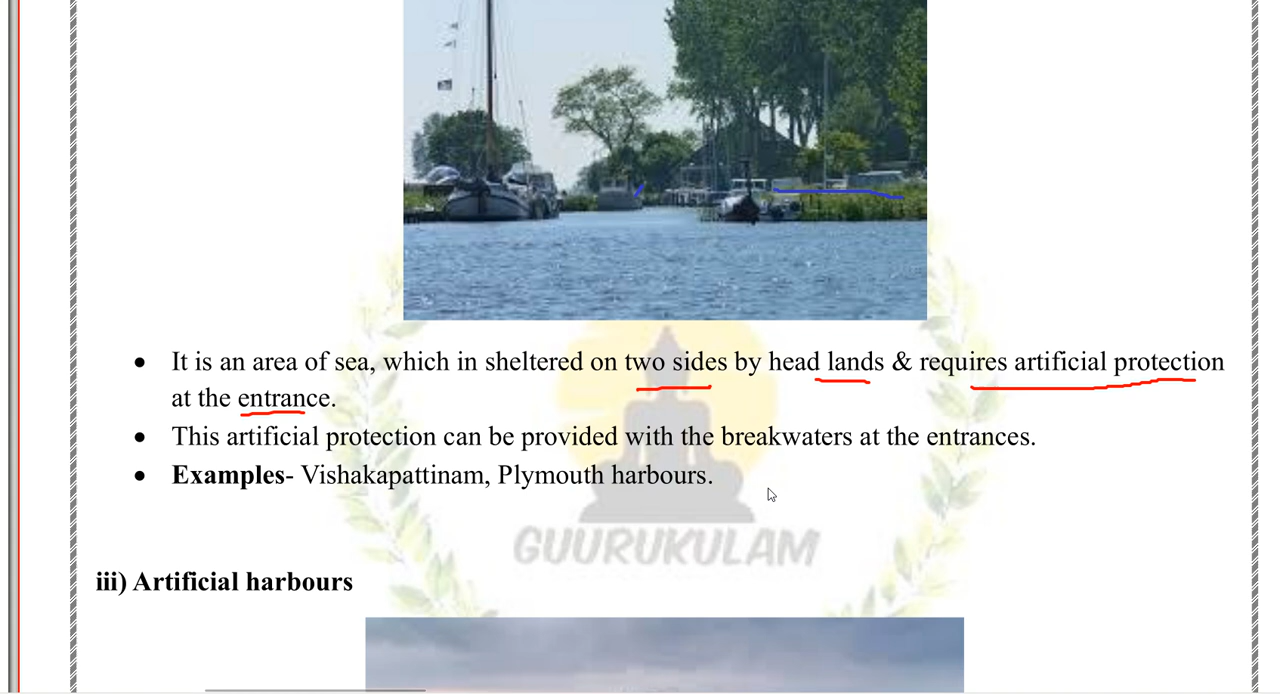 • It is an area of sea, which in sheltered on two sides by head lands & requires artificial protection
at the entrance.
• This artificial protection can be provided with the breakwaters at the entrances.
• Examples- Vishakapattinam, Plymouth harbours.
GUURUKULAM
iii) Artificial harbours